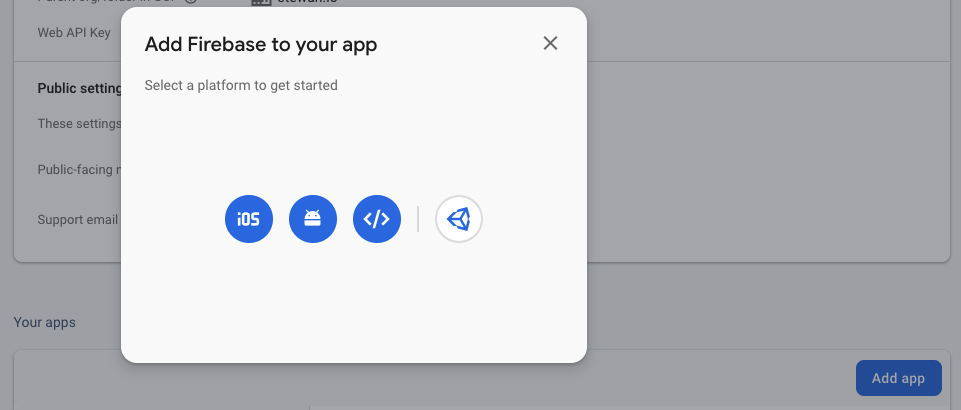 Web API Key
Add Firebase to your app
Select a platform to get started
Public setting
These settings
Public-facing
Support email
iOS
</>
Your apps
Add app